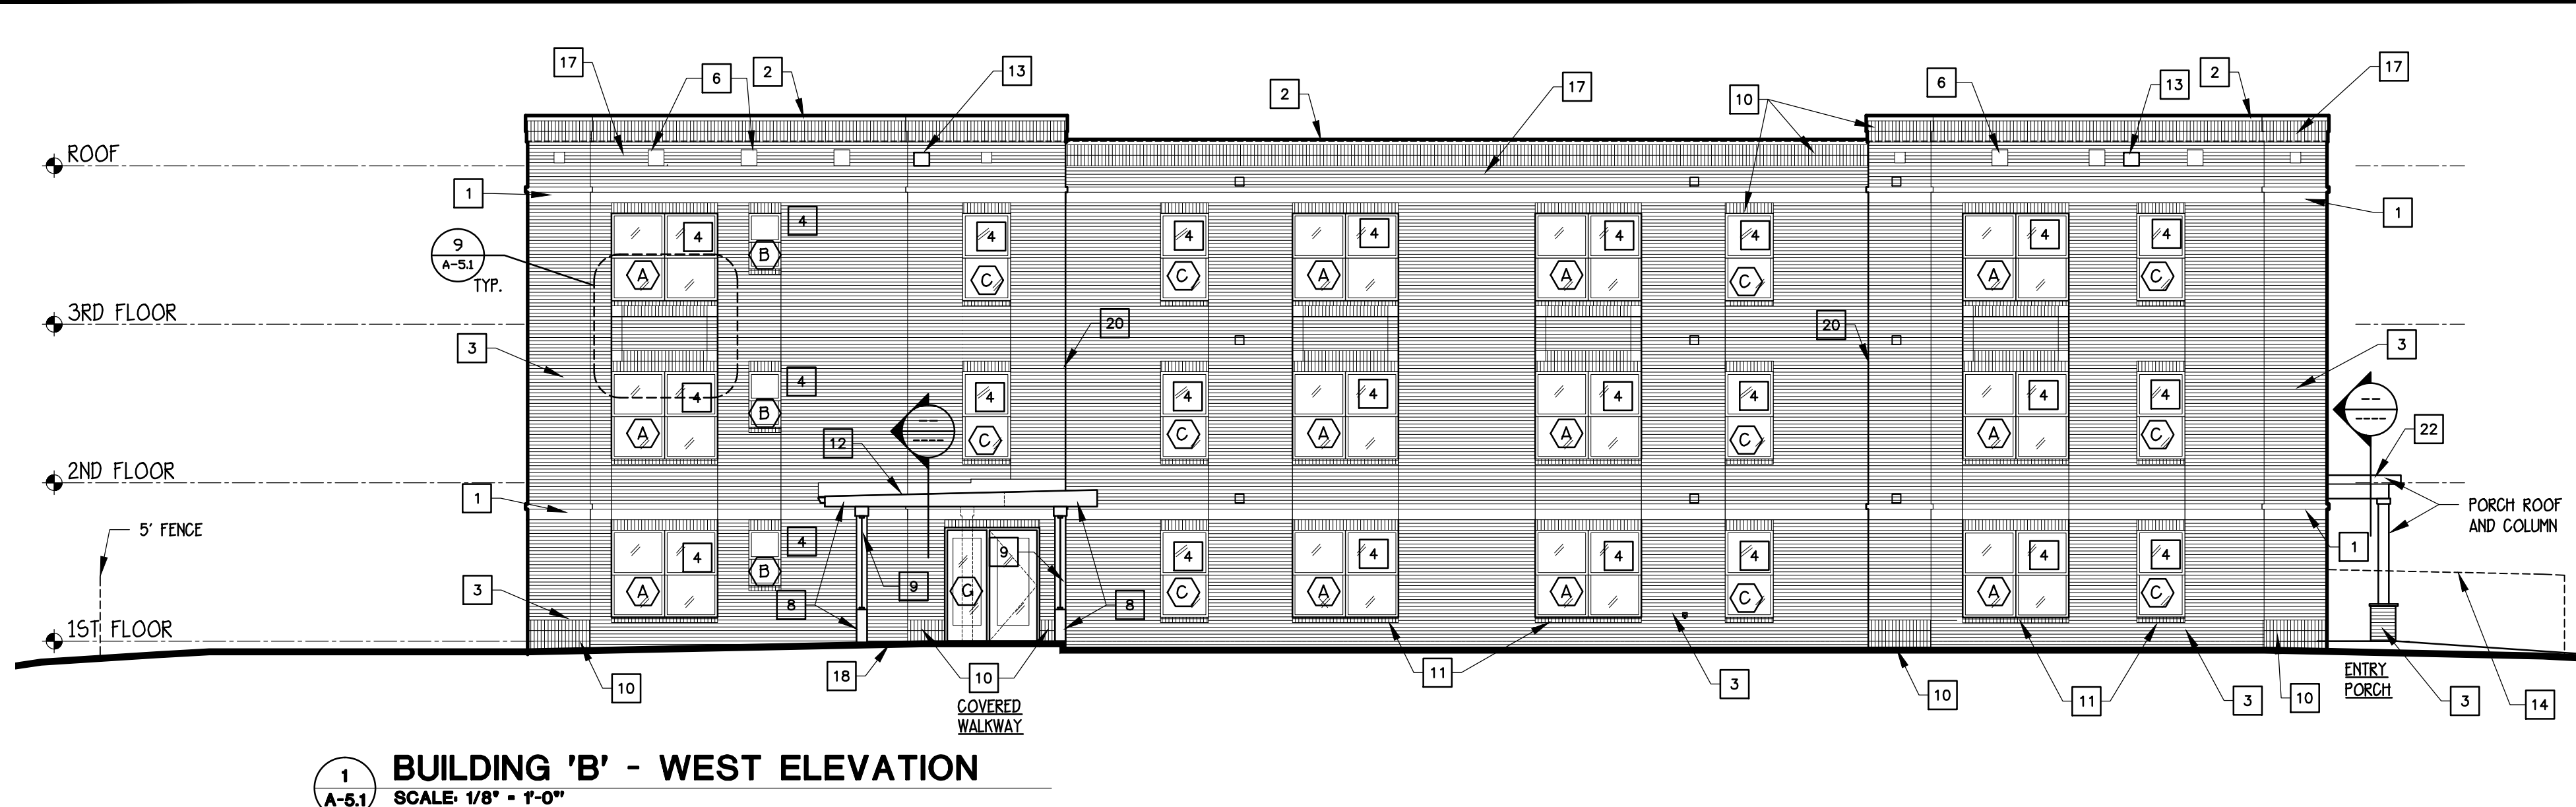 17
6
2
13
2
17
10
6
2
13
17
ROOF
1
1
4
4
4
4
4
4
4
4
4
9
A-5.1
TYP.
A
B
C
C
A
A
C
A
C
3RD FLOOR
20
20
3
3
4
4
4
4
4
4
4
4
4
A
B
C
C
A
A
C
A
C
--
----
--
----
12
22
2ND FLOOR
1
PORCH ROOF
AND COLUMN
5' FENCE
1
4
4
9
4
4
4
4
4
4
A
B
9
C
C
A
A
C
A
C
3
8
8
1ST FLOOR
18
10
10
11
3
10
11
3
10
ENTRY
PORCH
3
14
COVERED
WALKWAY
1
A-5.1
BUILDING 'B' - WEST ELEVATION
SCALE: 1/8" = 1'-0"